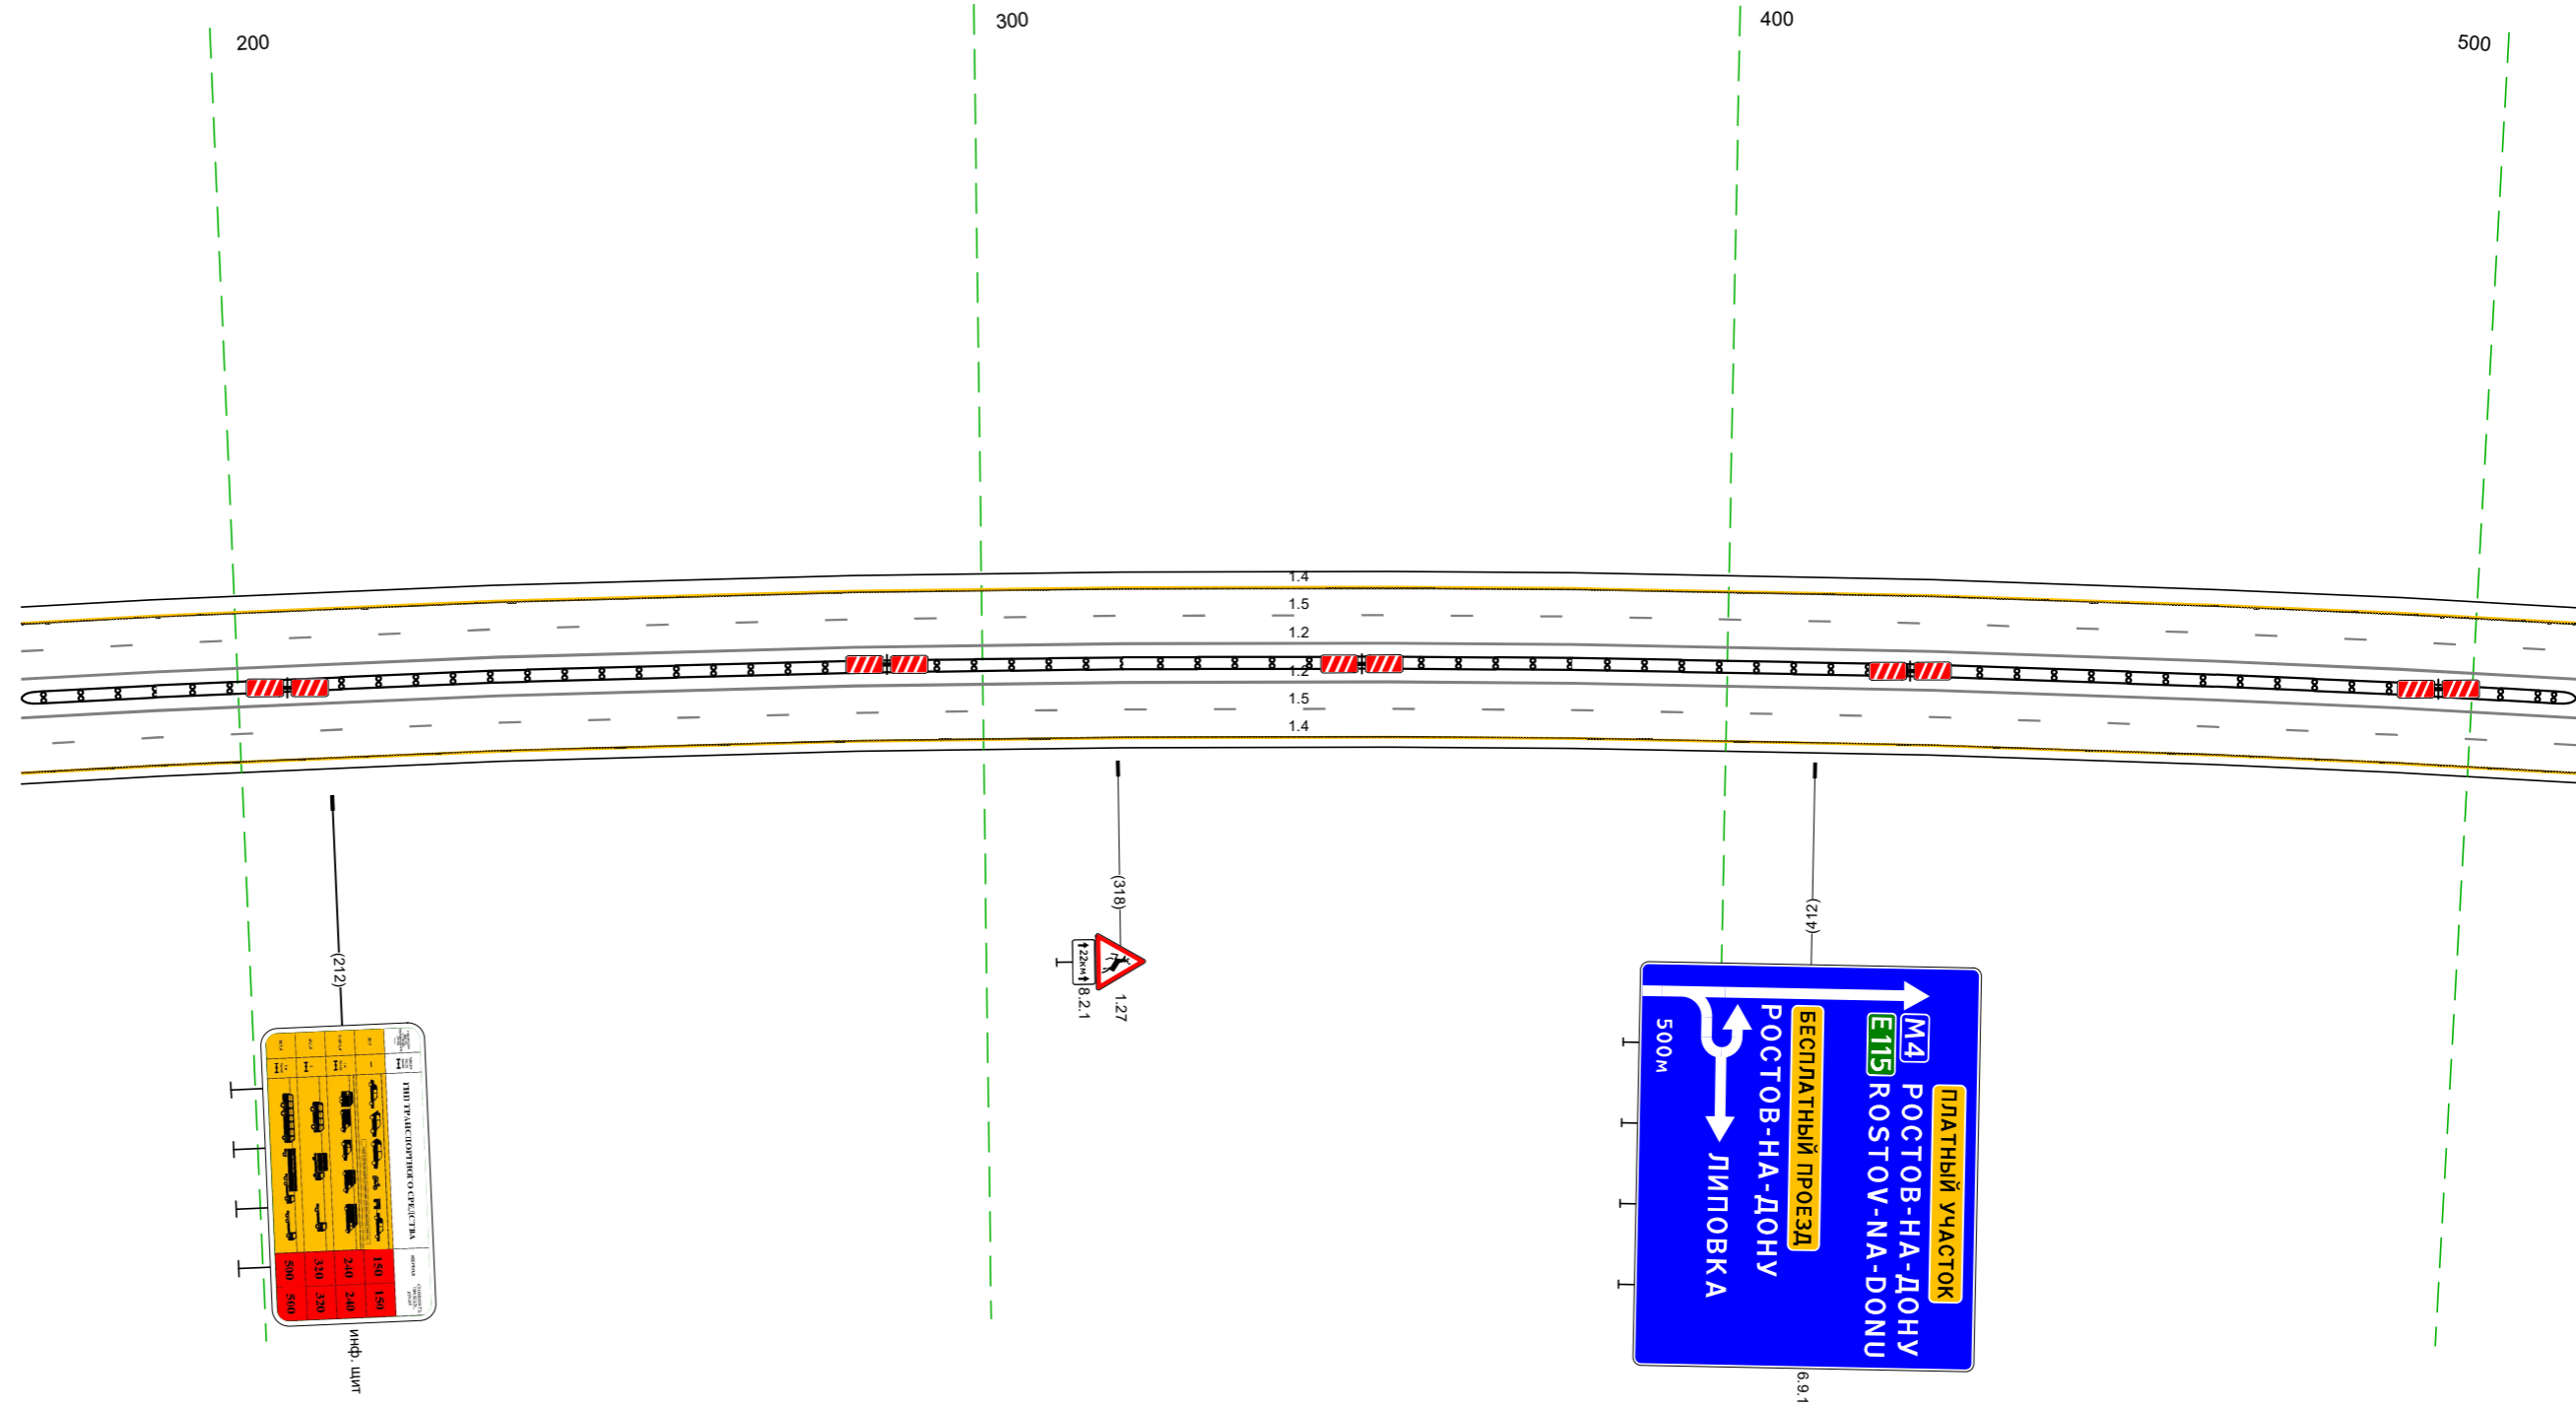 200
300
400
500
1.4
1.5
1.2
1.2
1.5
1.4
(212)
(318)
(412)
ТИП ТРАНСПОРТНОГО СРЕДСТВА
150 150
240 240
320 320
500 500
инф. щит
22км
8.2.1
1.27
ПЛАТНЫЙ УЧАСТОК
M4 РОСТОВ-НА-ДОНУ
E115 ROSTOV-NA-DONU
БЕСПЛАТНЫЙ ПРОЕЗД
РОСТОВ-НА-ДОНУ
ЛИПОВКА
500м
6.9.1